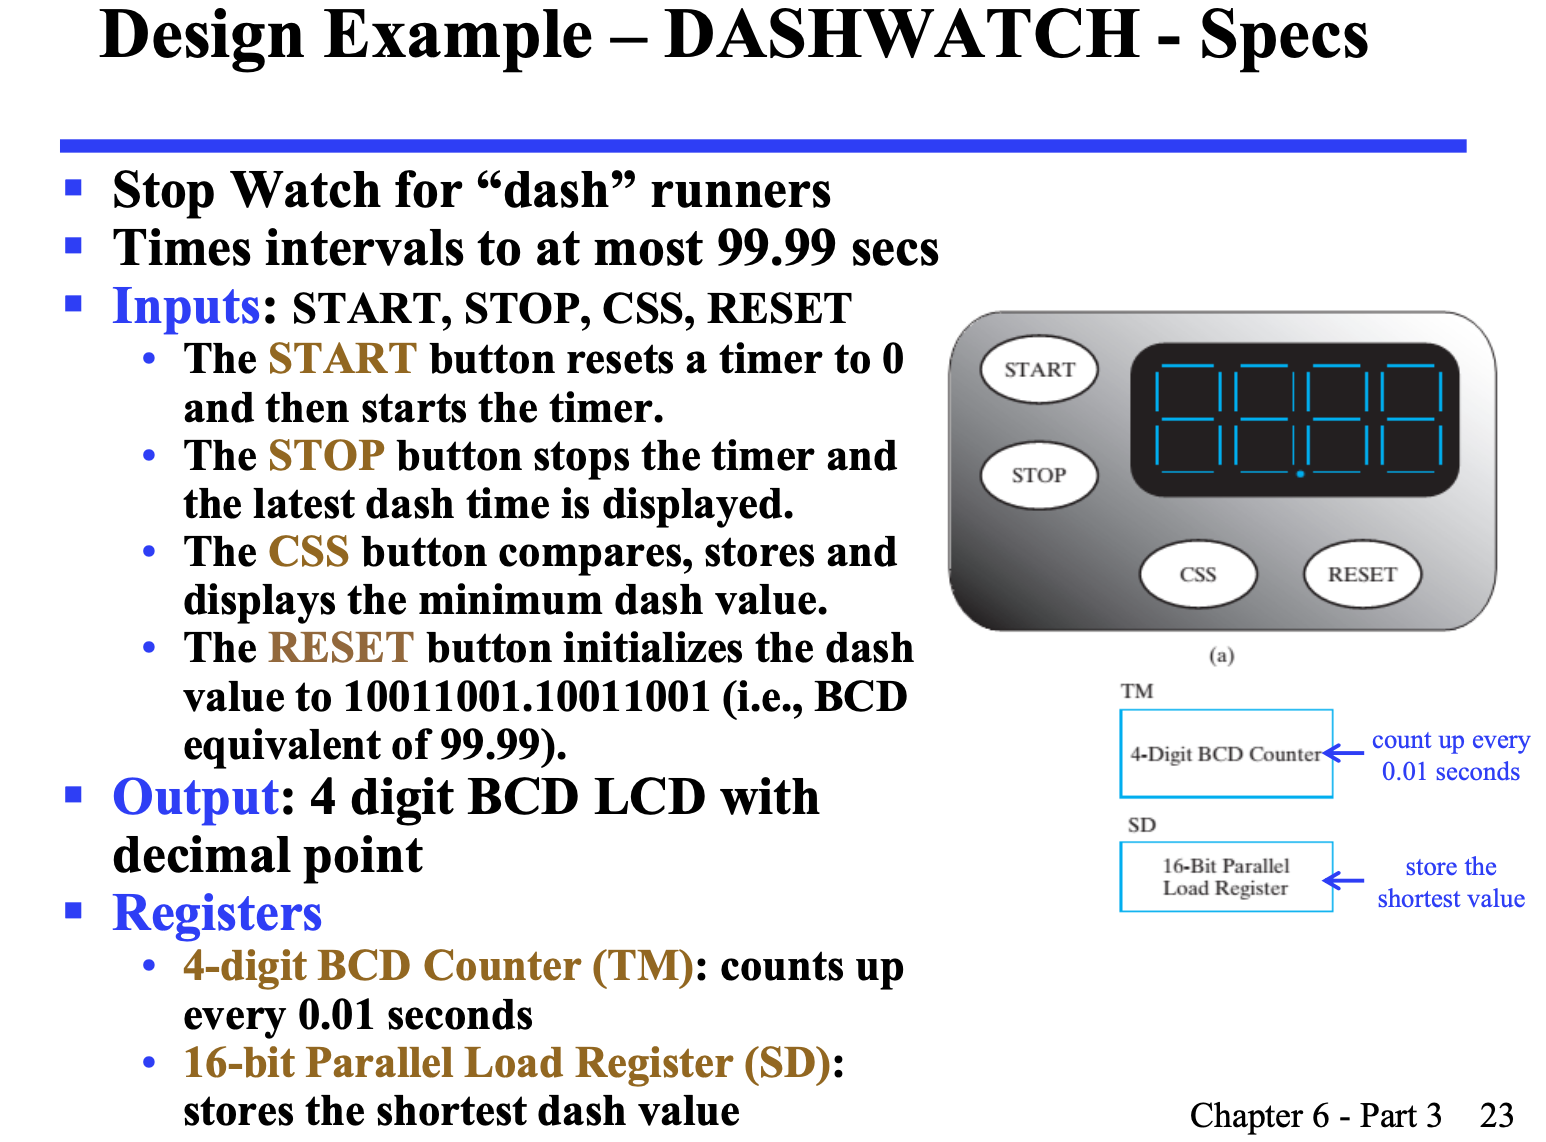 Design Example – DASHWATCH - Specs
Stop Watch for “dash” runners
Times intervals to at most 99.99 secs
Inputs: START, STOP, CSS, RESET
The START button resets a timer to 0
and then starts the timer.
The STOP button stops the timer and
the latest dash time is displayed.
The CSS button compares, stores and
displays the minimum dash value.
The RESET button initializes the dash
value to 10011001.10011001 (i.e., BCD
equivalent of 99.99).
Output: 4 digit BCD LCD with
decimal point
Registers
4-digit BCD Counter (TM): counts up
every 0.01 seconds
16-bit Parallel Load Register (SD):
stores the shortest dash value
START
88.88
STOP
CSS
RESET
(a)
TM
4-Digit BCD Counter
count up every
0.01 seconds
SD
16-Bit Parallel
Load Register
store the
shortest value
Chapter 6 - Part 3 23